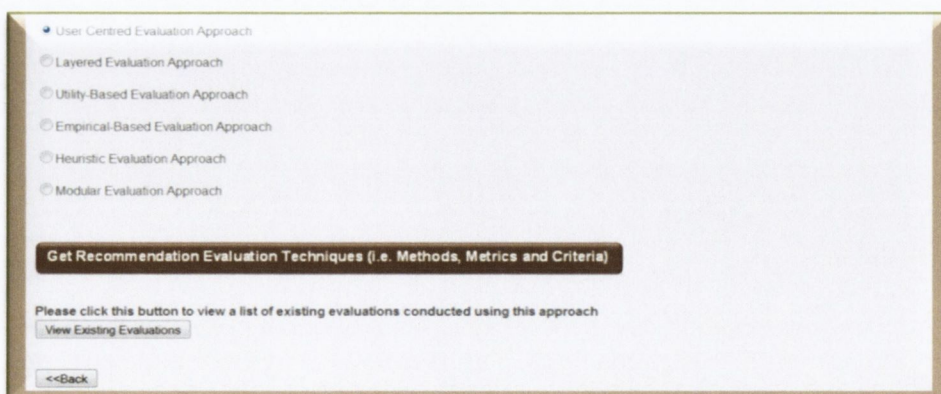 User Centred Evaluation Approach
Layered Evaluation Approach
Utility-Based Evaluation Approach
Empirical-Based Evaluation Approach
Heuristic Evaluation Approach
Modular Evaluation Approach
Get Recommendation Evaluation Techniques (i.e. Methods, Metrics and Criteria)
Please click this button to view a list of existing evaluations conducted using this approach
View Existing Evaluations
<<Back